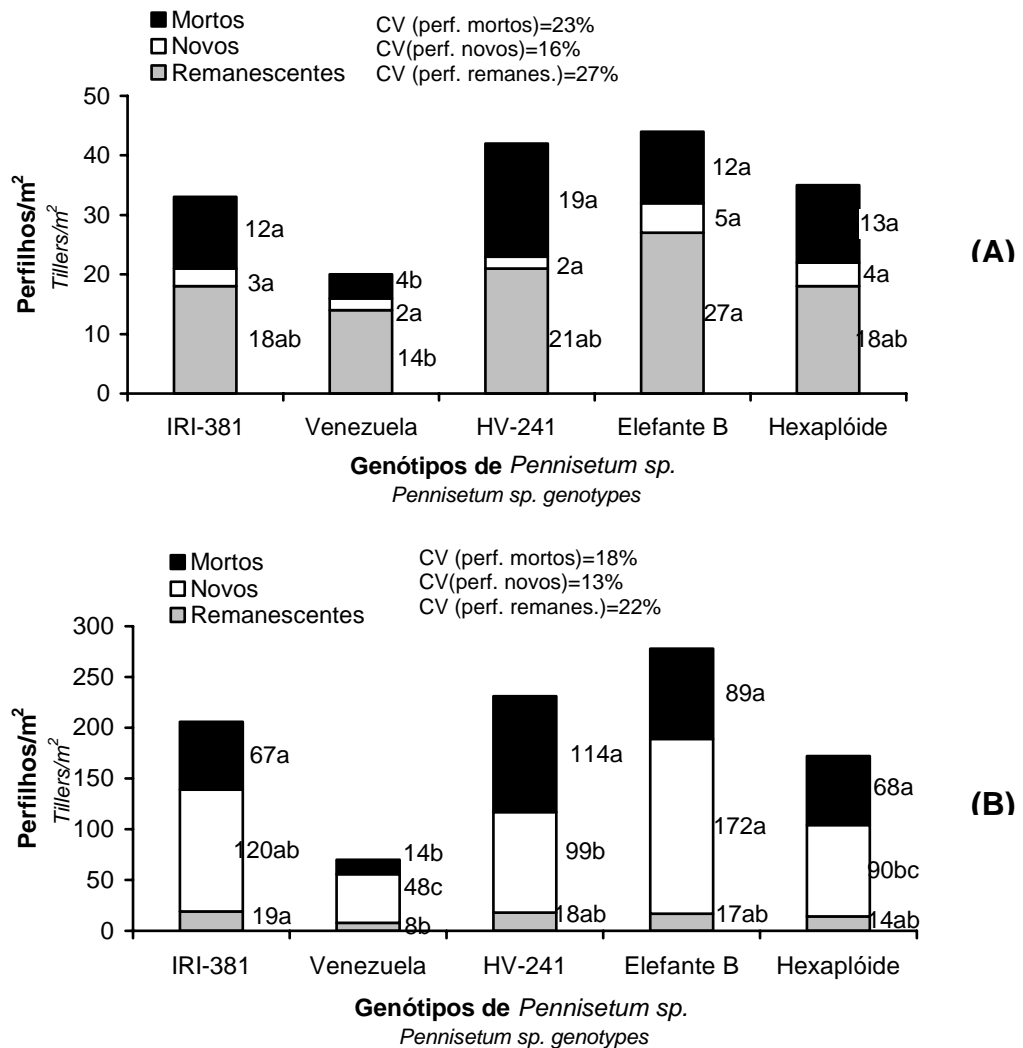 Mortos
Novos
Remanescentes
CV (perf. mortos)=23%
CV(perf. novos)=16%
CV (perf. remanes.)=27%
Perfilhos/m²
Tillers/m²
50
40
30
20
10
0
12a
3a
18ab
4b
2a
14b
19a
2a
21ab
12a
5a
27a
13a
4a
18ab
(A)
IRI-381 Venezuela HV-241 Elefante B Hexaplóide
Genótipos de Pennisetum sp.
Pennisetum sp. genotypes
Mortos
Novos
Remanescentes
CV (perf. mortos)=18%
CV(perf. novos)=13%
CV (perf. remanes.)=22%
Perfilhos/m²
Tillers/m²
300
250
200
150
100
50
0
67a
120ab
19a
14b
48c
8b
114a
99b
18ab
89a
172a
17ab
68a
90bc
14ab
(B)
IRI-381 Venezuela HV-241 Elefante B Hexaplóide
Genótipos de Pennisetum sp.
Pennisetum sp. genotypes